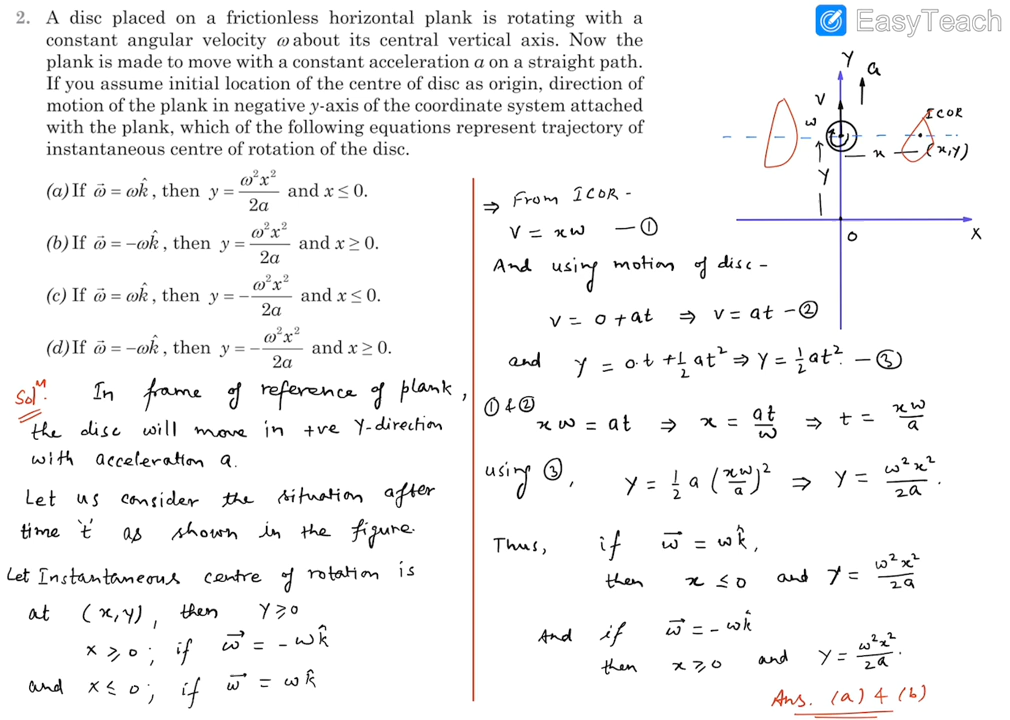 2. A disc placed on a frictionless horizontal plank is rotating with a
constant angular velocity ω about its central vertical axis. Now the
plank is made to move with a constant acceleration a on a straight path.
If you assume initial location of the centre of disc as origin, direction of
motion of the plank in negative y-axis of the coordinate system attached
with the plank, which of the following equations represent trajectory of
instantaneous centre of rotation of the disc.
(a) If ω⃗ = ωk̂, then y = ω²x²/2a and x ≤ 0.
(b) If ω⃗ = −ωk̂, then y = ω²x²/2a and x ≥ 0.
(c) If ω⃗ = ωk̂, then y = −ω²x²/2a and x ≤ 0.
(d) If ω⃗ = −ωk̂, then y = −ω²x²/2a and x ≥ 0.
Solⁿ. In frame of reference of plank,
the disc will move in +ve Y-direction
with acceleration a.
Let us consider the situation after
time 't' as shown in the figure.
Let Instantaneous centre of rotation is
at (x,y), then Y ≥ 0
x ≥ 0; if ω⃗ = -ωk̂
and x ≤ 0; if ω⃗ = ωk̂
EasyTeach
Y
a
V
ω
ICOR
x
(x,y)
Y
O
X
⇒ From ICOR -
V = xω — ①
And using motion of disc -
V = 0 + at ⇒ V = at - ②
and Y = 0.t + 1/2 at² ⇒ Y = 1/2 at². — ③
① & ②
xω = at ⇒ x = at/ω ⇒ t = xω/a
using ③, Y = 1/2 a (xω/a)² ⇒ Y = ω²x²/2a.
Thus, if ω⃗ = ωk̂,
then x ≤ 0 and Y = ω²x²/2a
And if ω⃗ = -ωk̂
then x ≥ 0 and Y = ω²x²/2a.
Ans. (a) & (b)